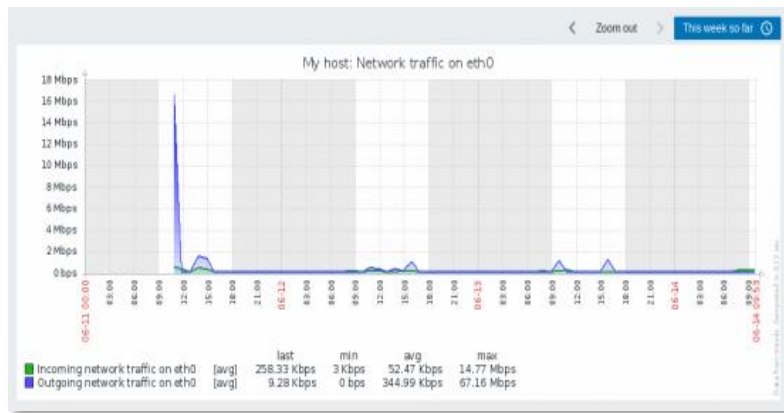 Zoom out
This week so far
My host: Network traffic on eth0
18 Mbps
16 Mbps
14 Mbps
12 Mbps
10 Mbps
8 Mbps
6 Mbps
4 Mbps
2 Mbps
0 bps
06-11 00:00
03:00
06:00
09:00
12:00
15:00
18:00
21:00
06-12
03:00
06:00
09:00
12:00
15:00
18:00
21:00
06-13
03:00
06:00
09:00
12:00
15:00
18:00
21:00
06-14
03:00
06:00
09:00
06-14 09:53
last min avg max
Incoming network traffic on eth0 [avg] 258.33 Kbps 3 Kbps 52.47 Kbps 14.77 Mbps
Outgoing network traffic on eth0 [avg] 9.28 Kbps 0 bps 344.99 Kbps 67.16 Mbps